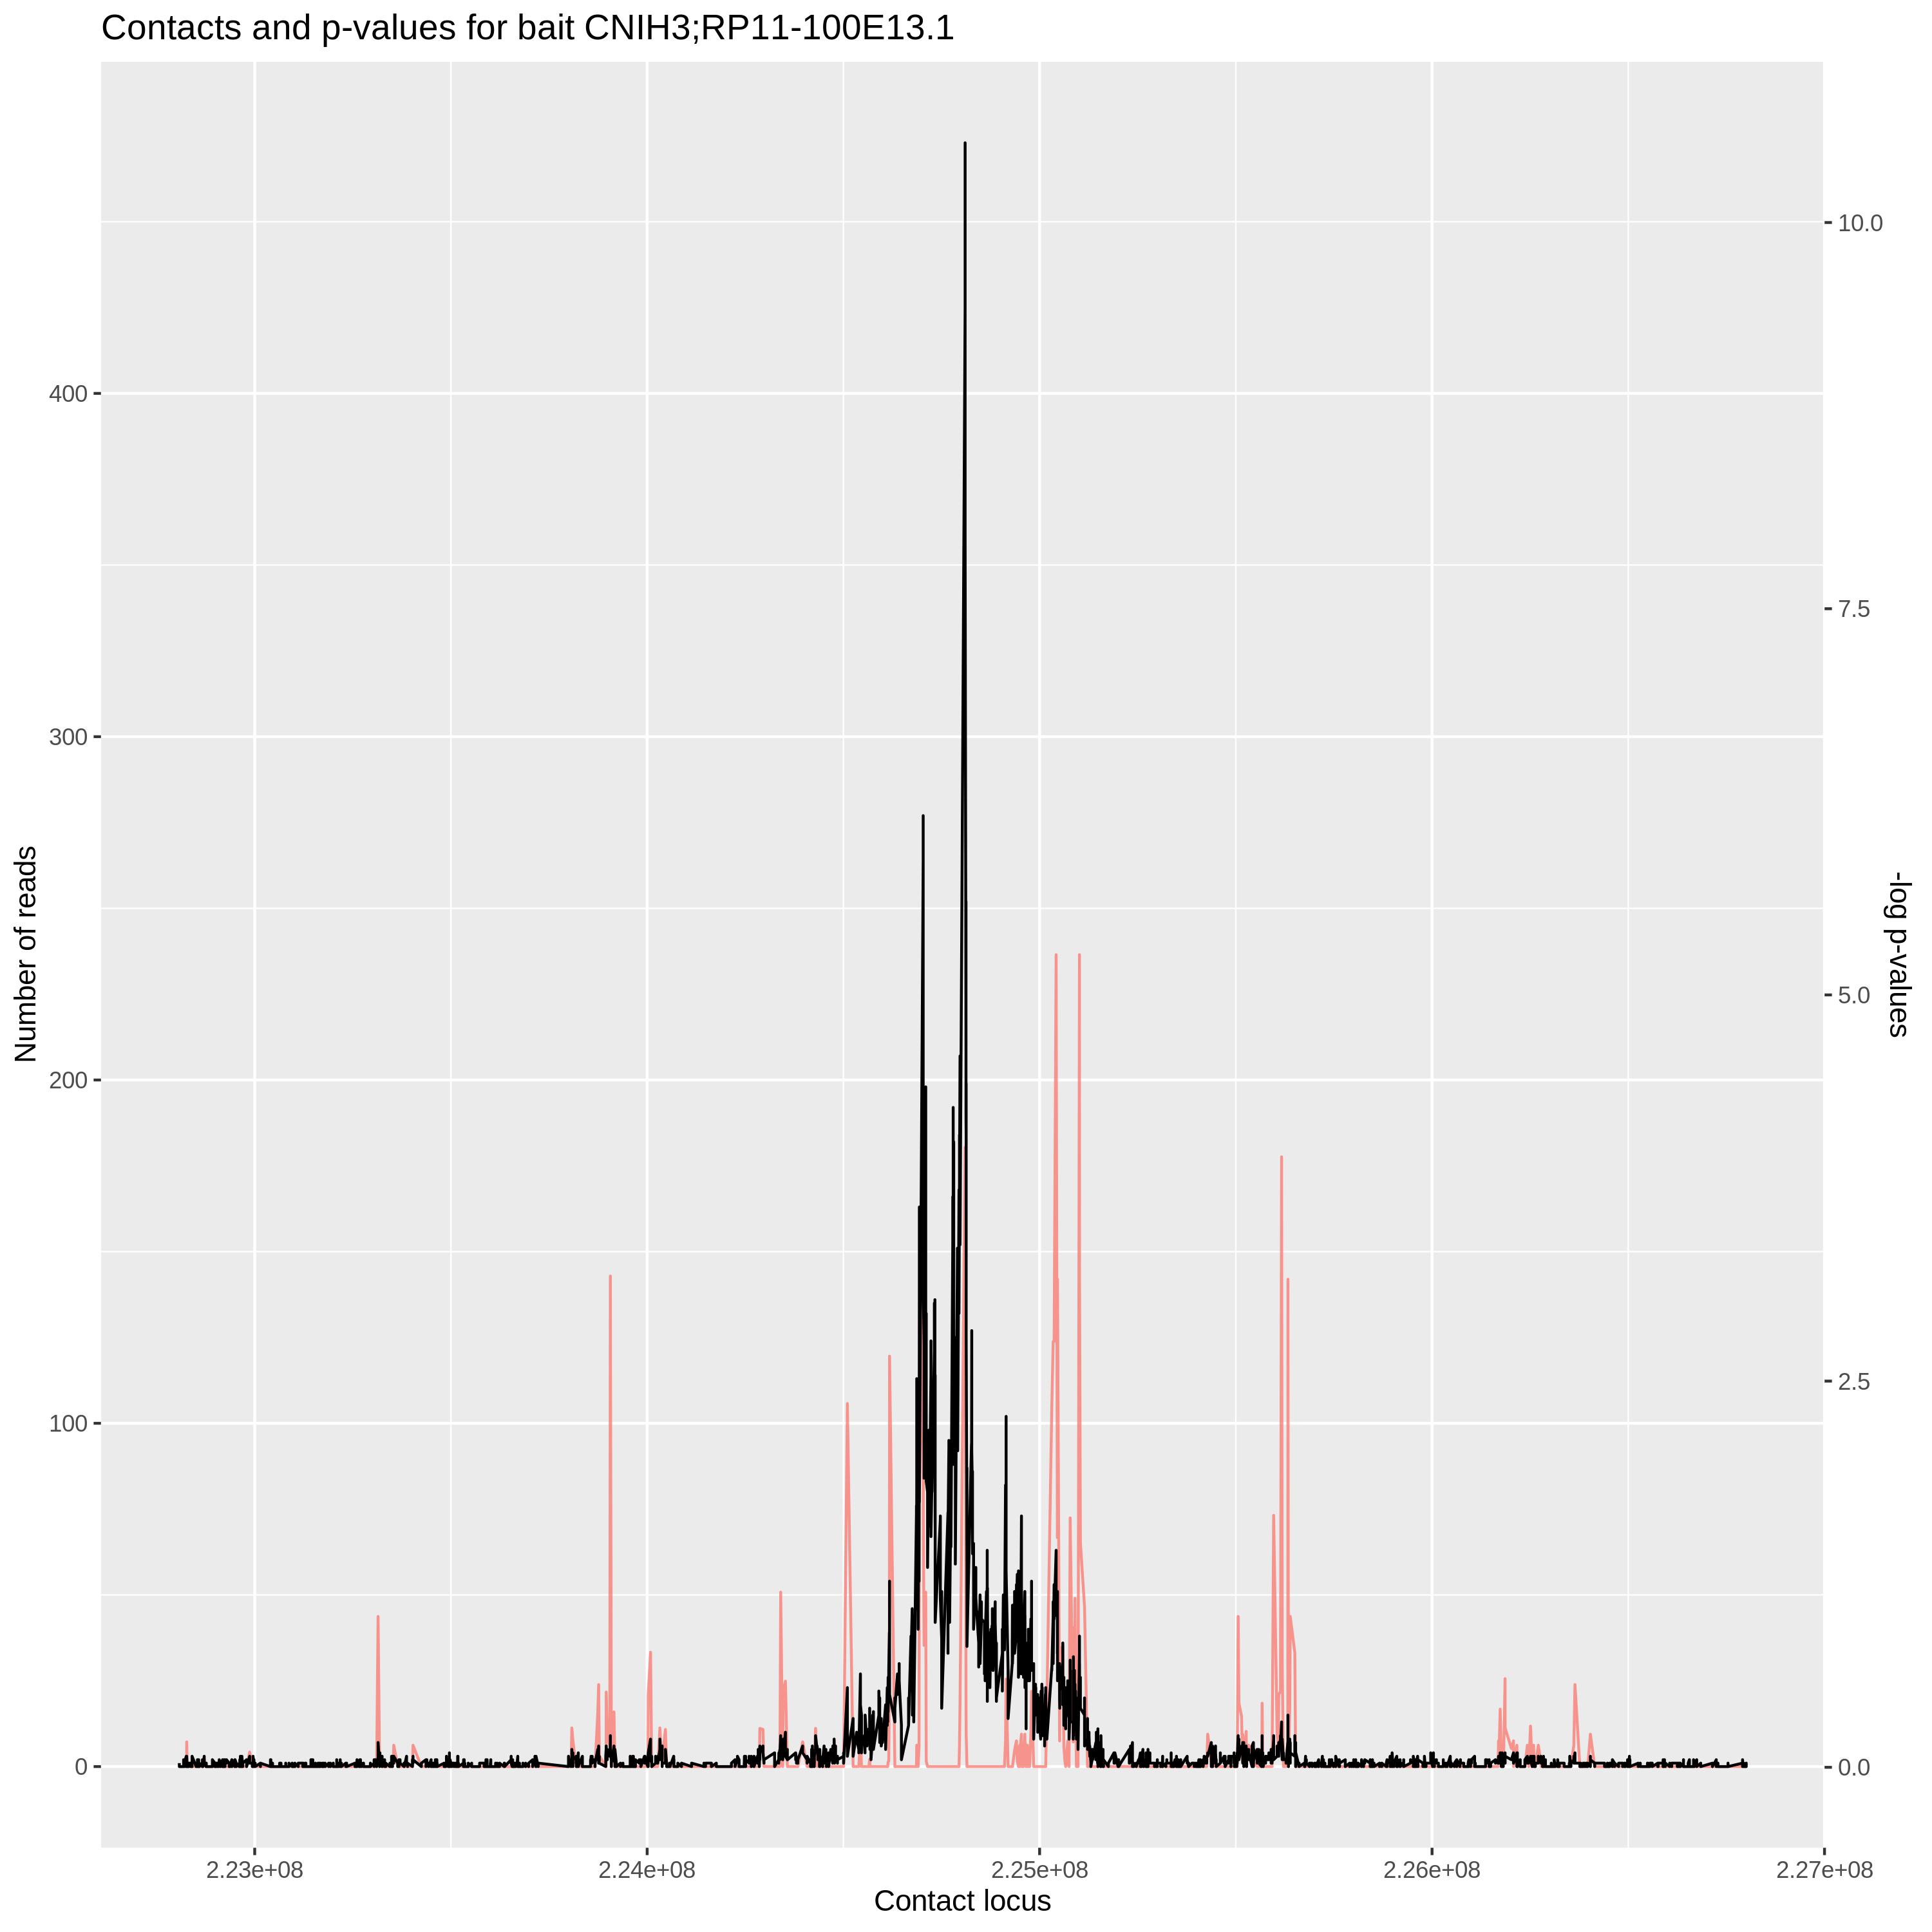 Contacts and p-values for bait CNIH3;RP11-100E13.1
Number of reads
400
300
200
100
0
10.0
7.5
5.0
2.5
0.0
-log p-values
2.23e+08
2.24e+08
2.25e+08
2.26e+08
2.27e+08
Contact locus